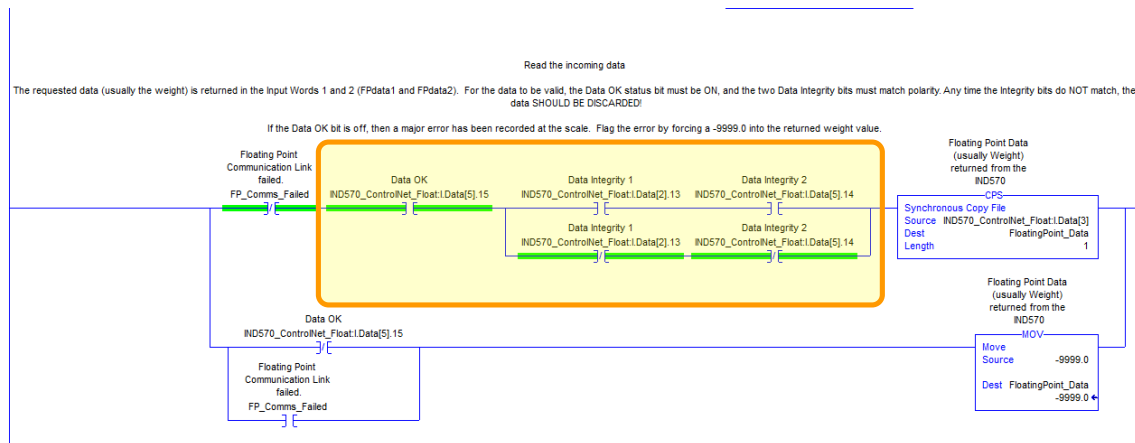 Read the incoming data
The requested data (usually the weight) is returned in the Input Words 1 and 2 (FPdata1 and FPdata2). For the data to be valid, the Data OK status bit must be ON, and the two Data Integrity bits must match polarity. Any time the Integrity bits do NOT match, the
data SHOULD BE DISCARDED!
If the Data OK bit is off, then a major error has been recorded at the scale. Flag the error by forcing a -9999.0 into the returned weight value.
Floating Point
Communication Link
failed.
FP_Comms_Failed
Data OK
IND570_ControlNet_Float:I.Data[5].15
Data Integrity 1
IND570_ControlNet_Float:I.Data[2].13
Data Integrity 2
IND570_ControlNet_Float:I.Data[5].14
Floating Point Data
(usually Weight)
returned from the
IND570
CPS
Synchronous Copy File
Source IND570_ControlNet_Float:I.Data[3]
Dest FloatingPoint_Data
Length 1
Data Integrity 1
IND570_ControlNet_Float:I.Data[2].13
Data Integrity 2
IND570_ControlNet_Float:I.Data[5].14
Data OK
IND570_ControlNet_Float:I.Data[5].15
Floating Point Data
(usually Weight)
returned from the
IND570
MOV
Move
Source -9999.0
Dest FloatingPoint_Data
-9999.0
Floating Point
Communication Link
failed.
FP_Comms_Failed